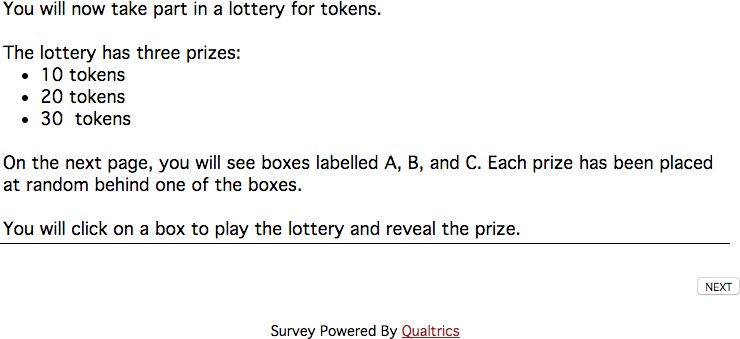 You will now take part in a lottery for tokens.
The lottery has three prizes:
• 10 tokens
• 20 tokens
• 30  tokens
On the next page, you will see boxes labelled A, B, and C. Each prize has been placed
at random behind one of the boxes.
You will click on a box to play the lottery and reveal the prize.
NEXT
Survey Powered By Qualtrics